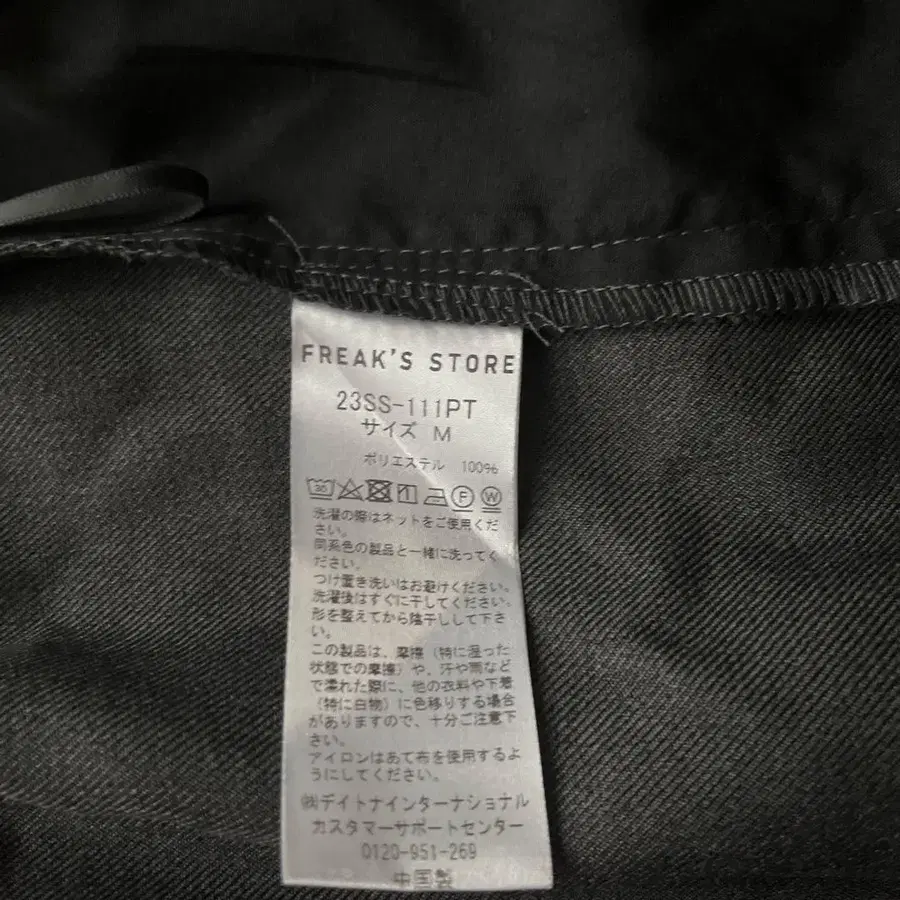 FREAK'S STORE
23SS-111PT
サイズ M
ポリエステル 100%
30 F W
洗濯の際はネットをご使用くだ
さい。
同系色の製品と一緒に洗ってく
ださい。
つけ置き洗いはお避けください。
洗濯後はすぐに干してください。
形を整えてから陰干しして下さ
い。
この製品は、摩擦（特に湿った
状態での摩擦）や、汗や雨など
で濡れた際に、他の衣料や下着
（特に白物）に色移りする場合
がありますので、十分ご注意下
さい。
アイロンはあて布を使用するよ
うにしてください。
㈱デイトナインターナショナル
カスタマーサポートセンター
0120-951-269
中国製